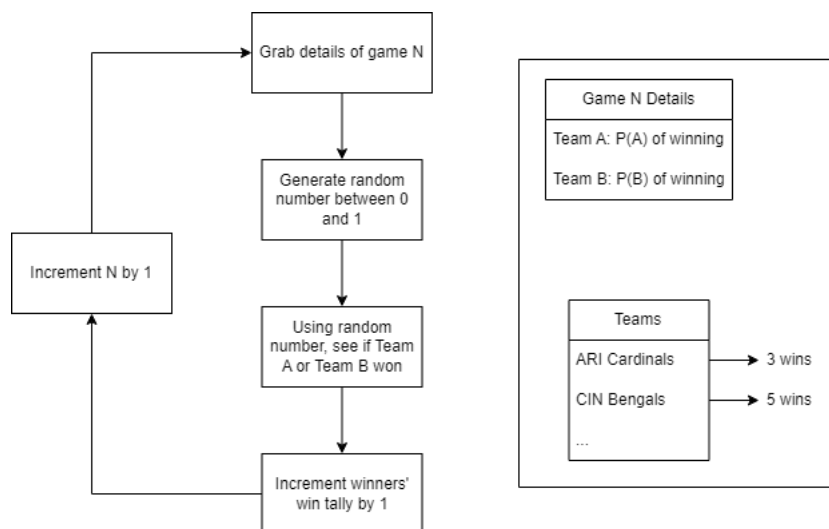 Grab details of game N
Generate random
number between 0
and 1
Using random
number, see if Team
A or Team B won
Increment winners'
win tally by 1
Increment N by 1
Game N Details
Team A: P(A) of winning
Team B: P(B) of winning
Teams
ARI Cardinals
3 wins
CIN Bengals
5 wins
...